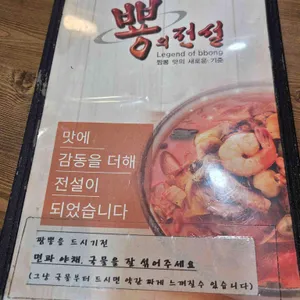 뽕의전설
Legend of bbong
짬뽕 맛의 새로운 기준
맛에
감동을 더해
전설이
되었습니다
짬뽕을 드시기전
면과 야채, 국물을 잘 섞어주세요
(그냥 국물부터 드시면 약간 짜게 느껴질수 있습니다)